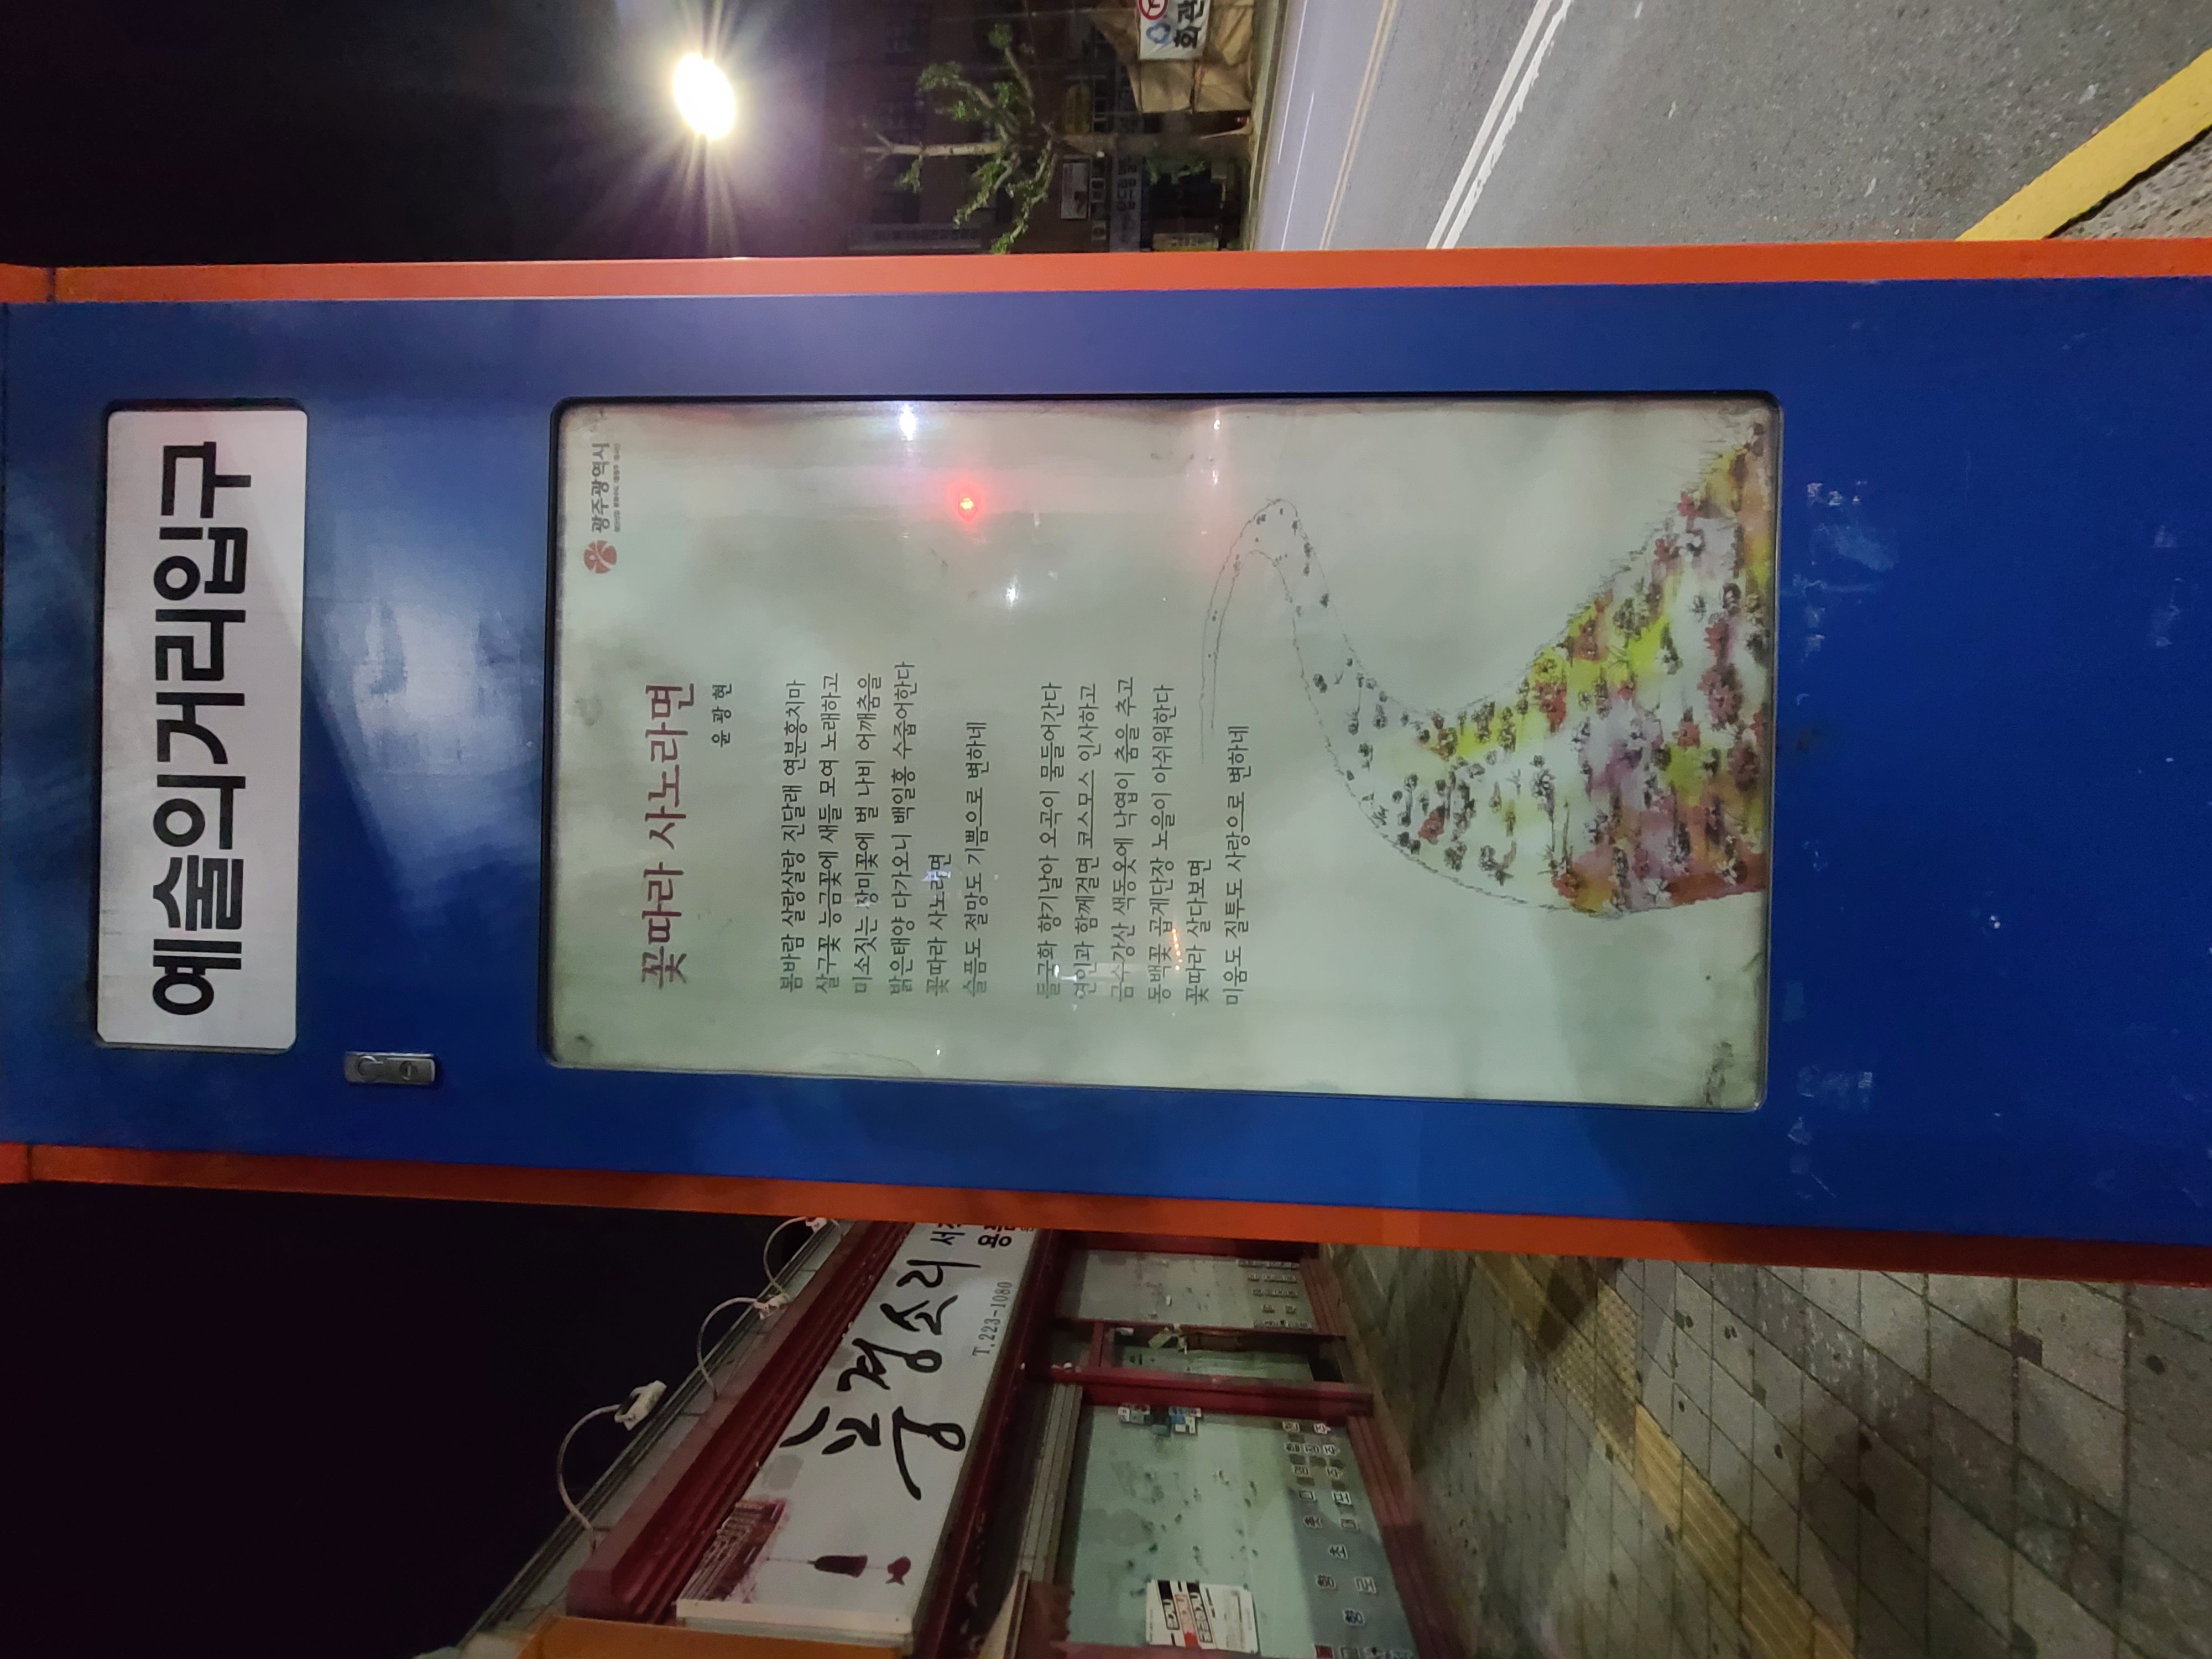 예술의거리입구
광주광역시
꽃따라 사노라면
윤광현
봄바람 살랑살랑 진달래 연분홍치마
살구꽃 능금꽃에 새들 모여 노래하고
미소짓는 장미꽃에 벌 나비 어깨춤을
밝은태양 다가오니 백일홍 수줍어한다
꽃따라 사노라면
슬픔도 절망도 기쁨으로 변하네
들국화 향기날아 오곡이 물들어간다
연인과 함께걸면 코스모스 인사하고
금수강산 색동옷에 낙엽이 춤을 추고
동백꽃 곱게단장 노을이 아쉬워한다
꽃따라 살다보면
미움도 질투도 사랑으로 변하네
풍경소리
T.223-1080
회관